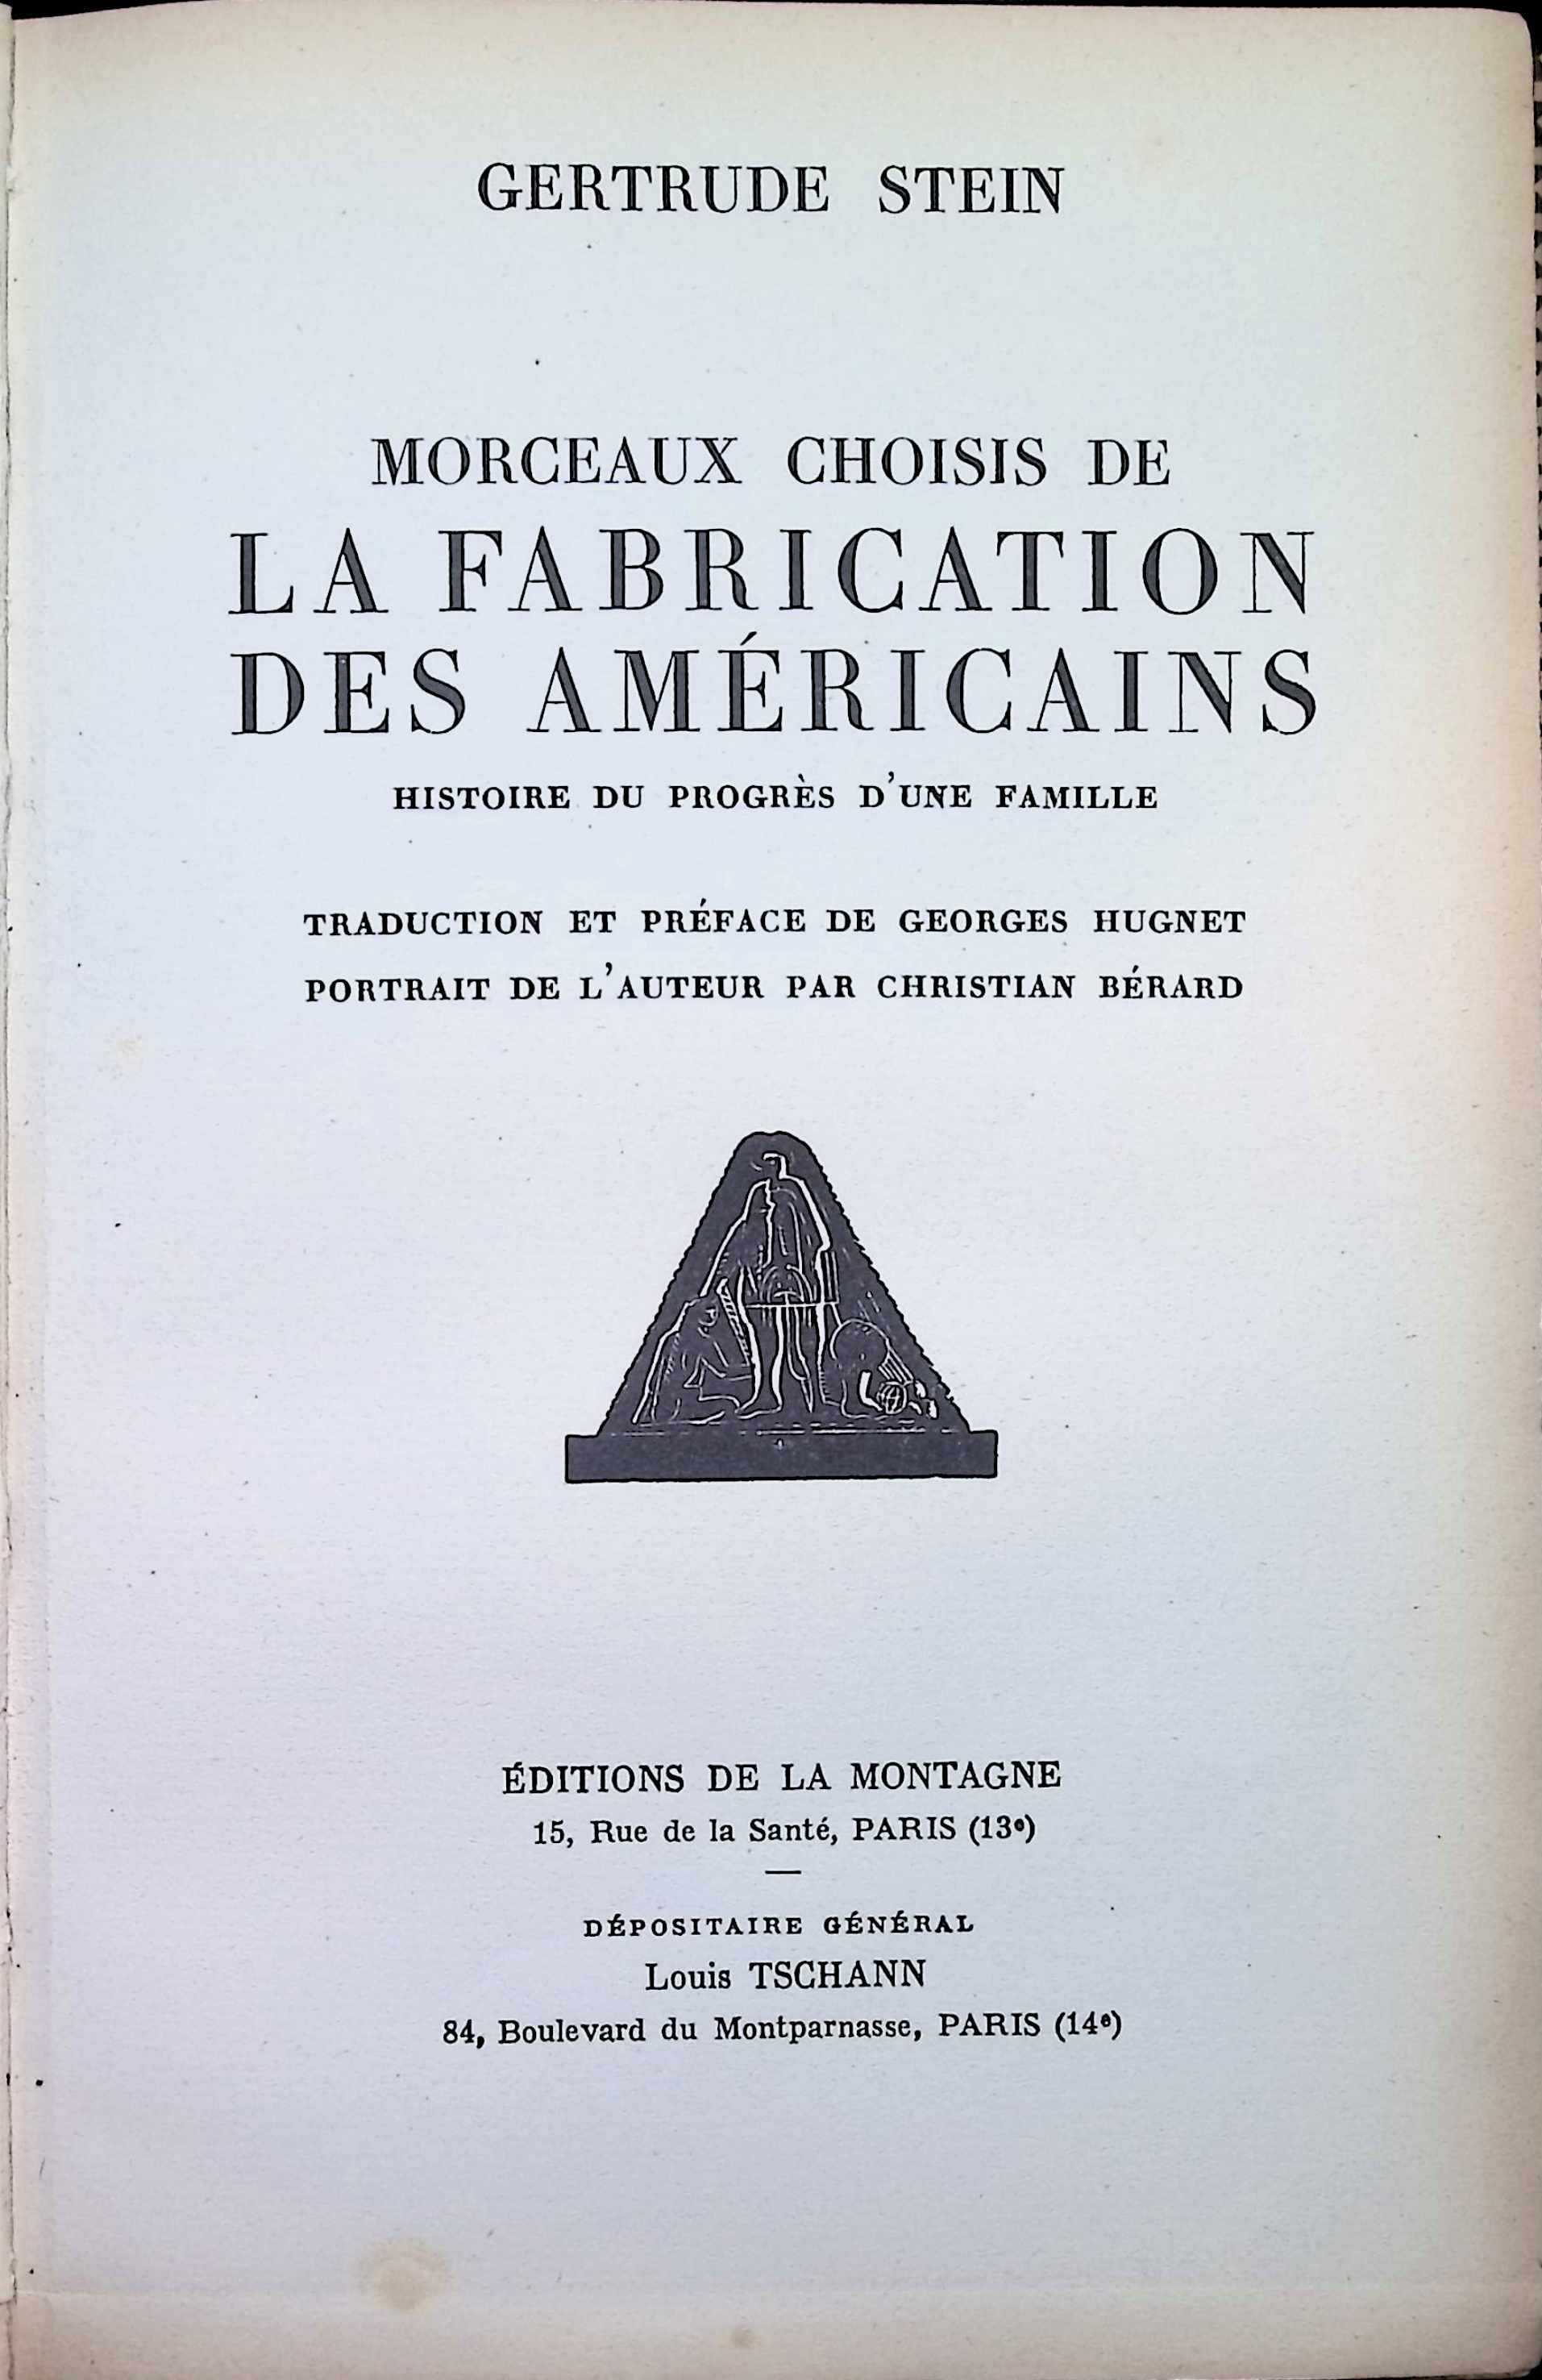 GERTRUDE STEIN
MORCEAUX CHOISIS DE
LA FABRICATION
DES AMÉRICAINS
HISTOIRE DU PROGRÈS D'UNE FAMILLE
TRADUCTION ET PRÉFACE DE GEORGES HUGNET
PORTRAIT DE L'AUTEUR PAR CHRISTIAN BÉRARD
ÉDITIONS DE LA MONTAGNE
15, Rue de la Santé, PARIS (13e)
DÉPOSITAIRE GÉNÉRAL
Louis TSCHANN
84, Boulevard du Montparnasse, PARIS (14e)